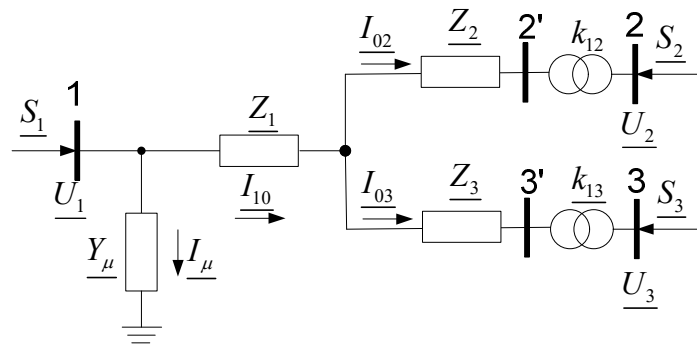 I02 Z2 2' k12 2 S2
1
S1 Z1 U2
U1 I10 I03 Z3 3' k13 3 S3
Yμ Iμ
U3